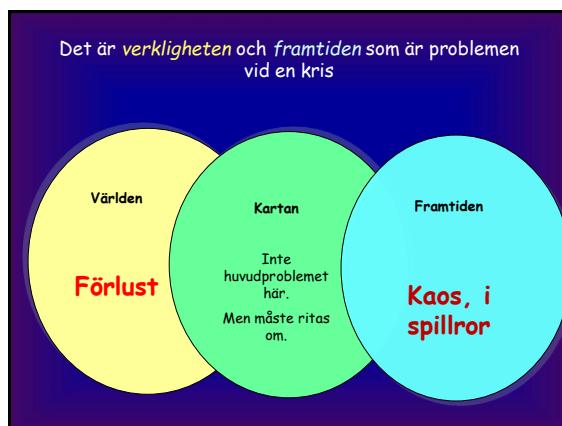 Det är verkligheten och framtiden som är problemen
vid en kris
Världen
Förlust
Kartan
Inte
huvudproblemet
här.
Men måste ritas
om.
Framtiden
Kaos, i
spillror